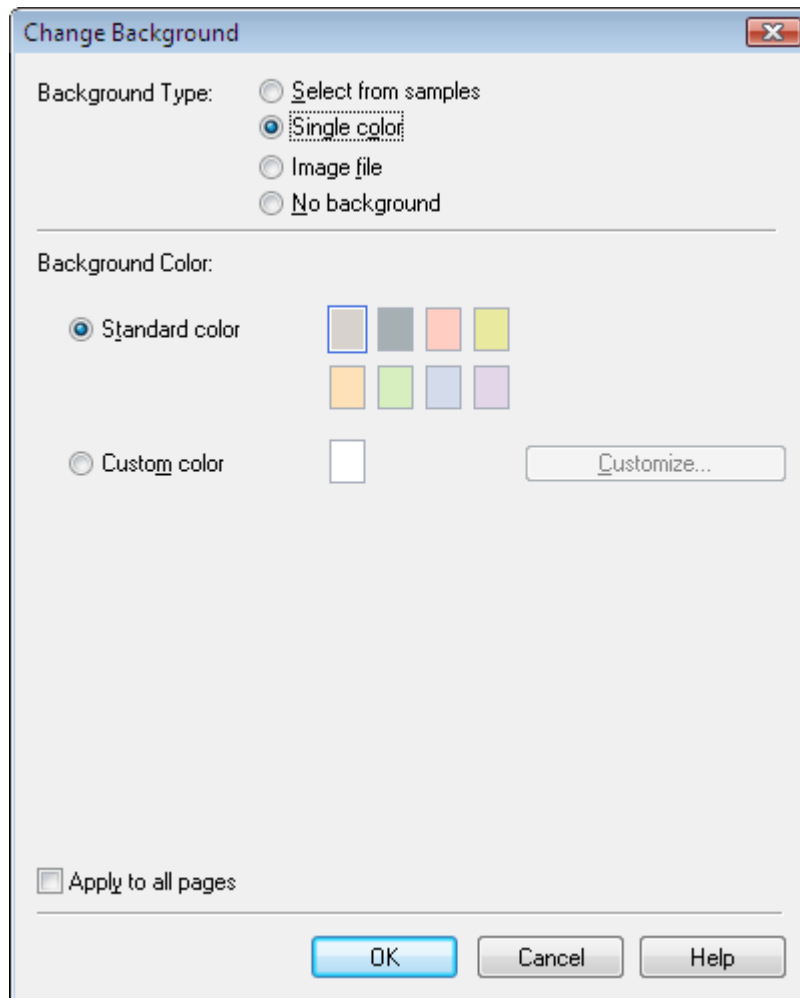 Change Background
Background Type:
Select from samples
Single color
Image file
No background
Background Color:
Standard color
Custom color
Customize...
Apply to all pages
OK
Cancel
Help